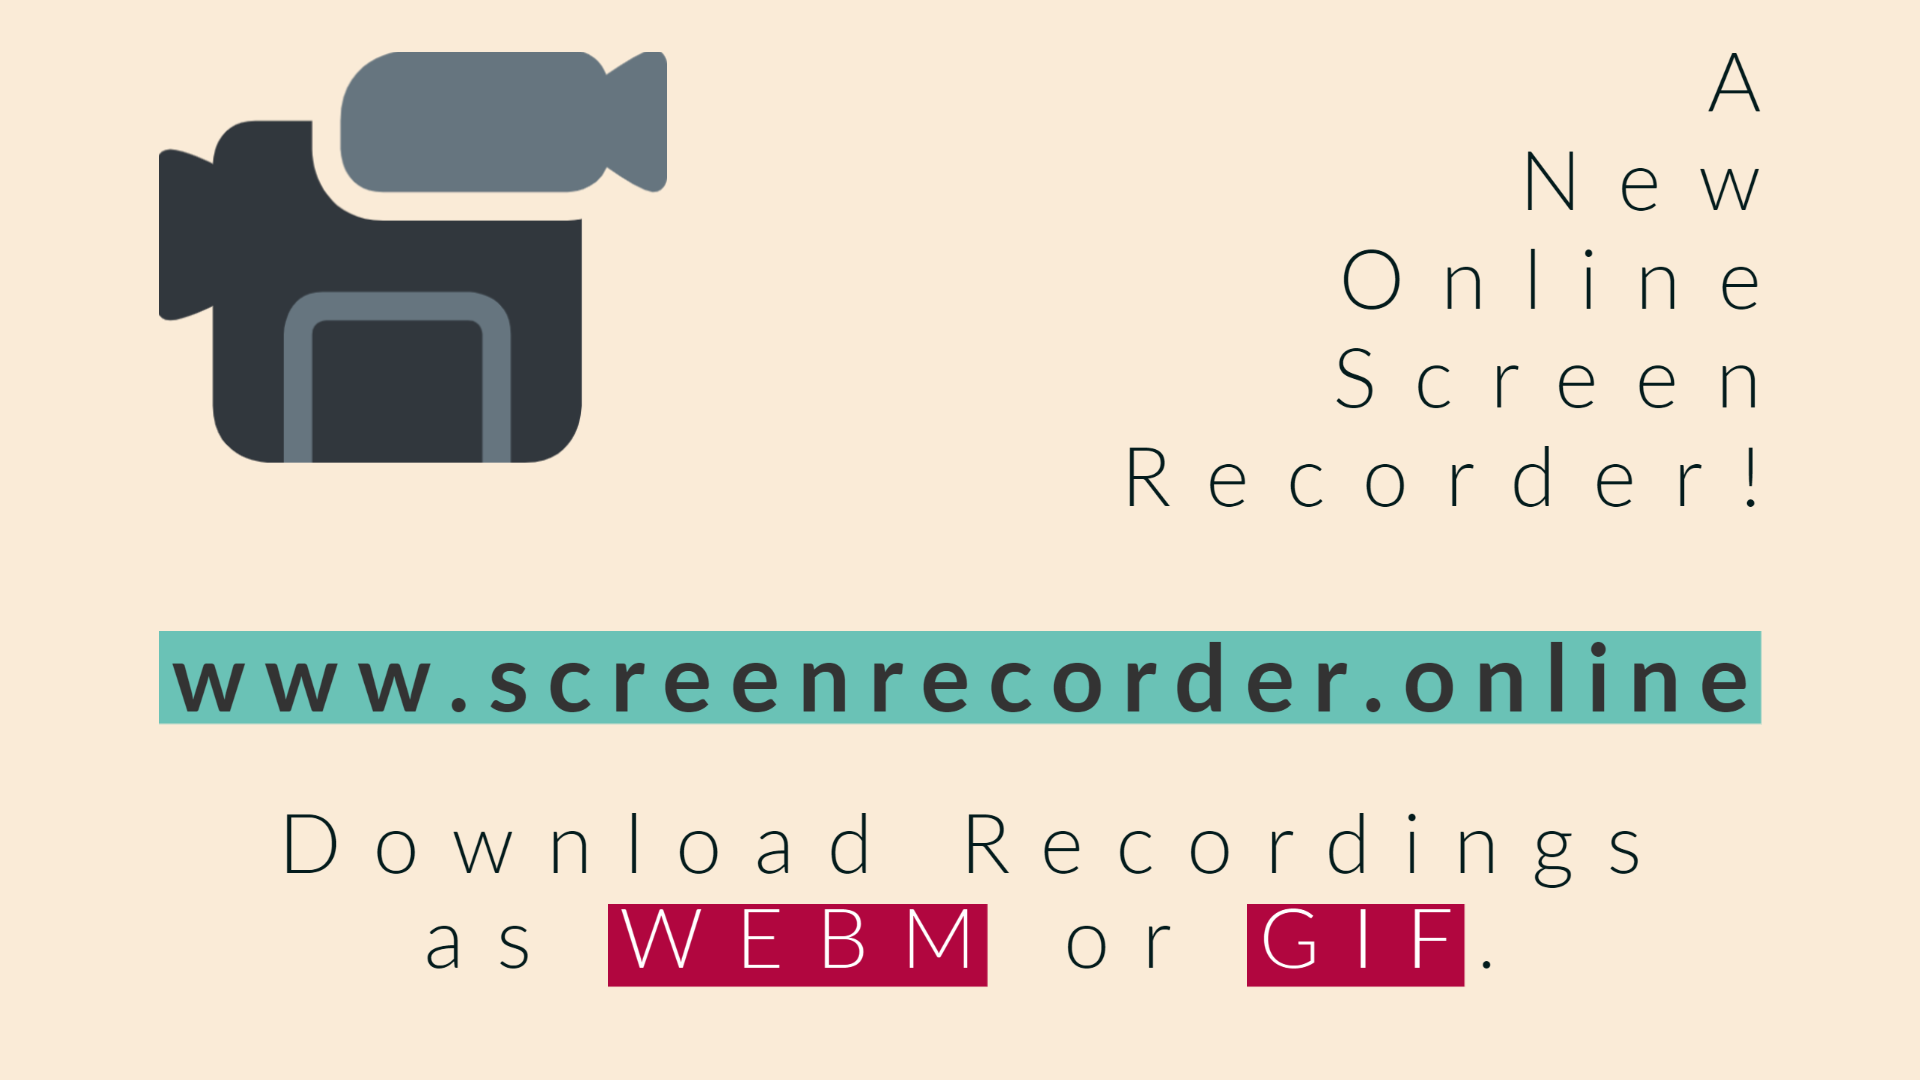 A
New
Online
Screen
Recorder!
www.screenrecorder.online
Download Recordings
as WEBM or GIF.